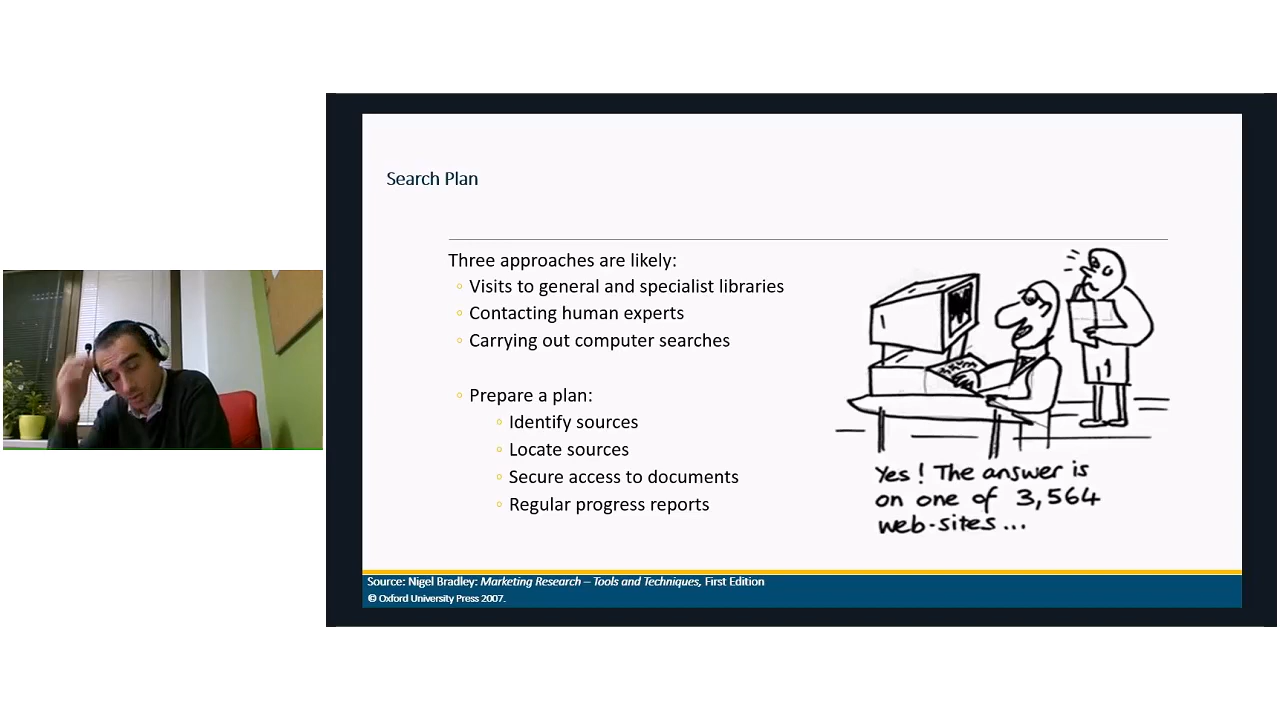 Search Plan
Three approaches are likely:
Visits to general and specialist libraries
Contacting human experts
Carrying out computer searches
Prepare a plan:
Identify sources
Locate sources
Secure access to documents
Regular progress reports
Yes! The answer is
on one of 3,564
web-sites...
Source: Nigel Bradley: Marketing Research – Tools and Techniques, First Edition
© Oxford University Press 2007.